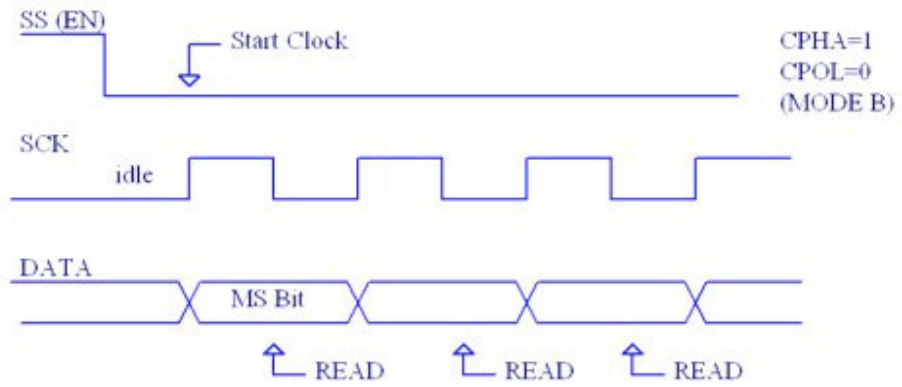 SS (EN)
Start Clock
CPHA=1
CPOL=0
(MODE B)
SCK
idle
DATA
MS Bit
READ
READ
READ